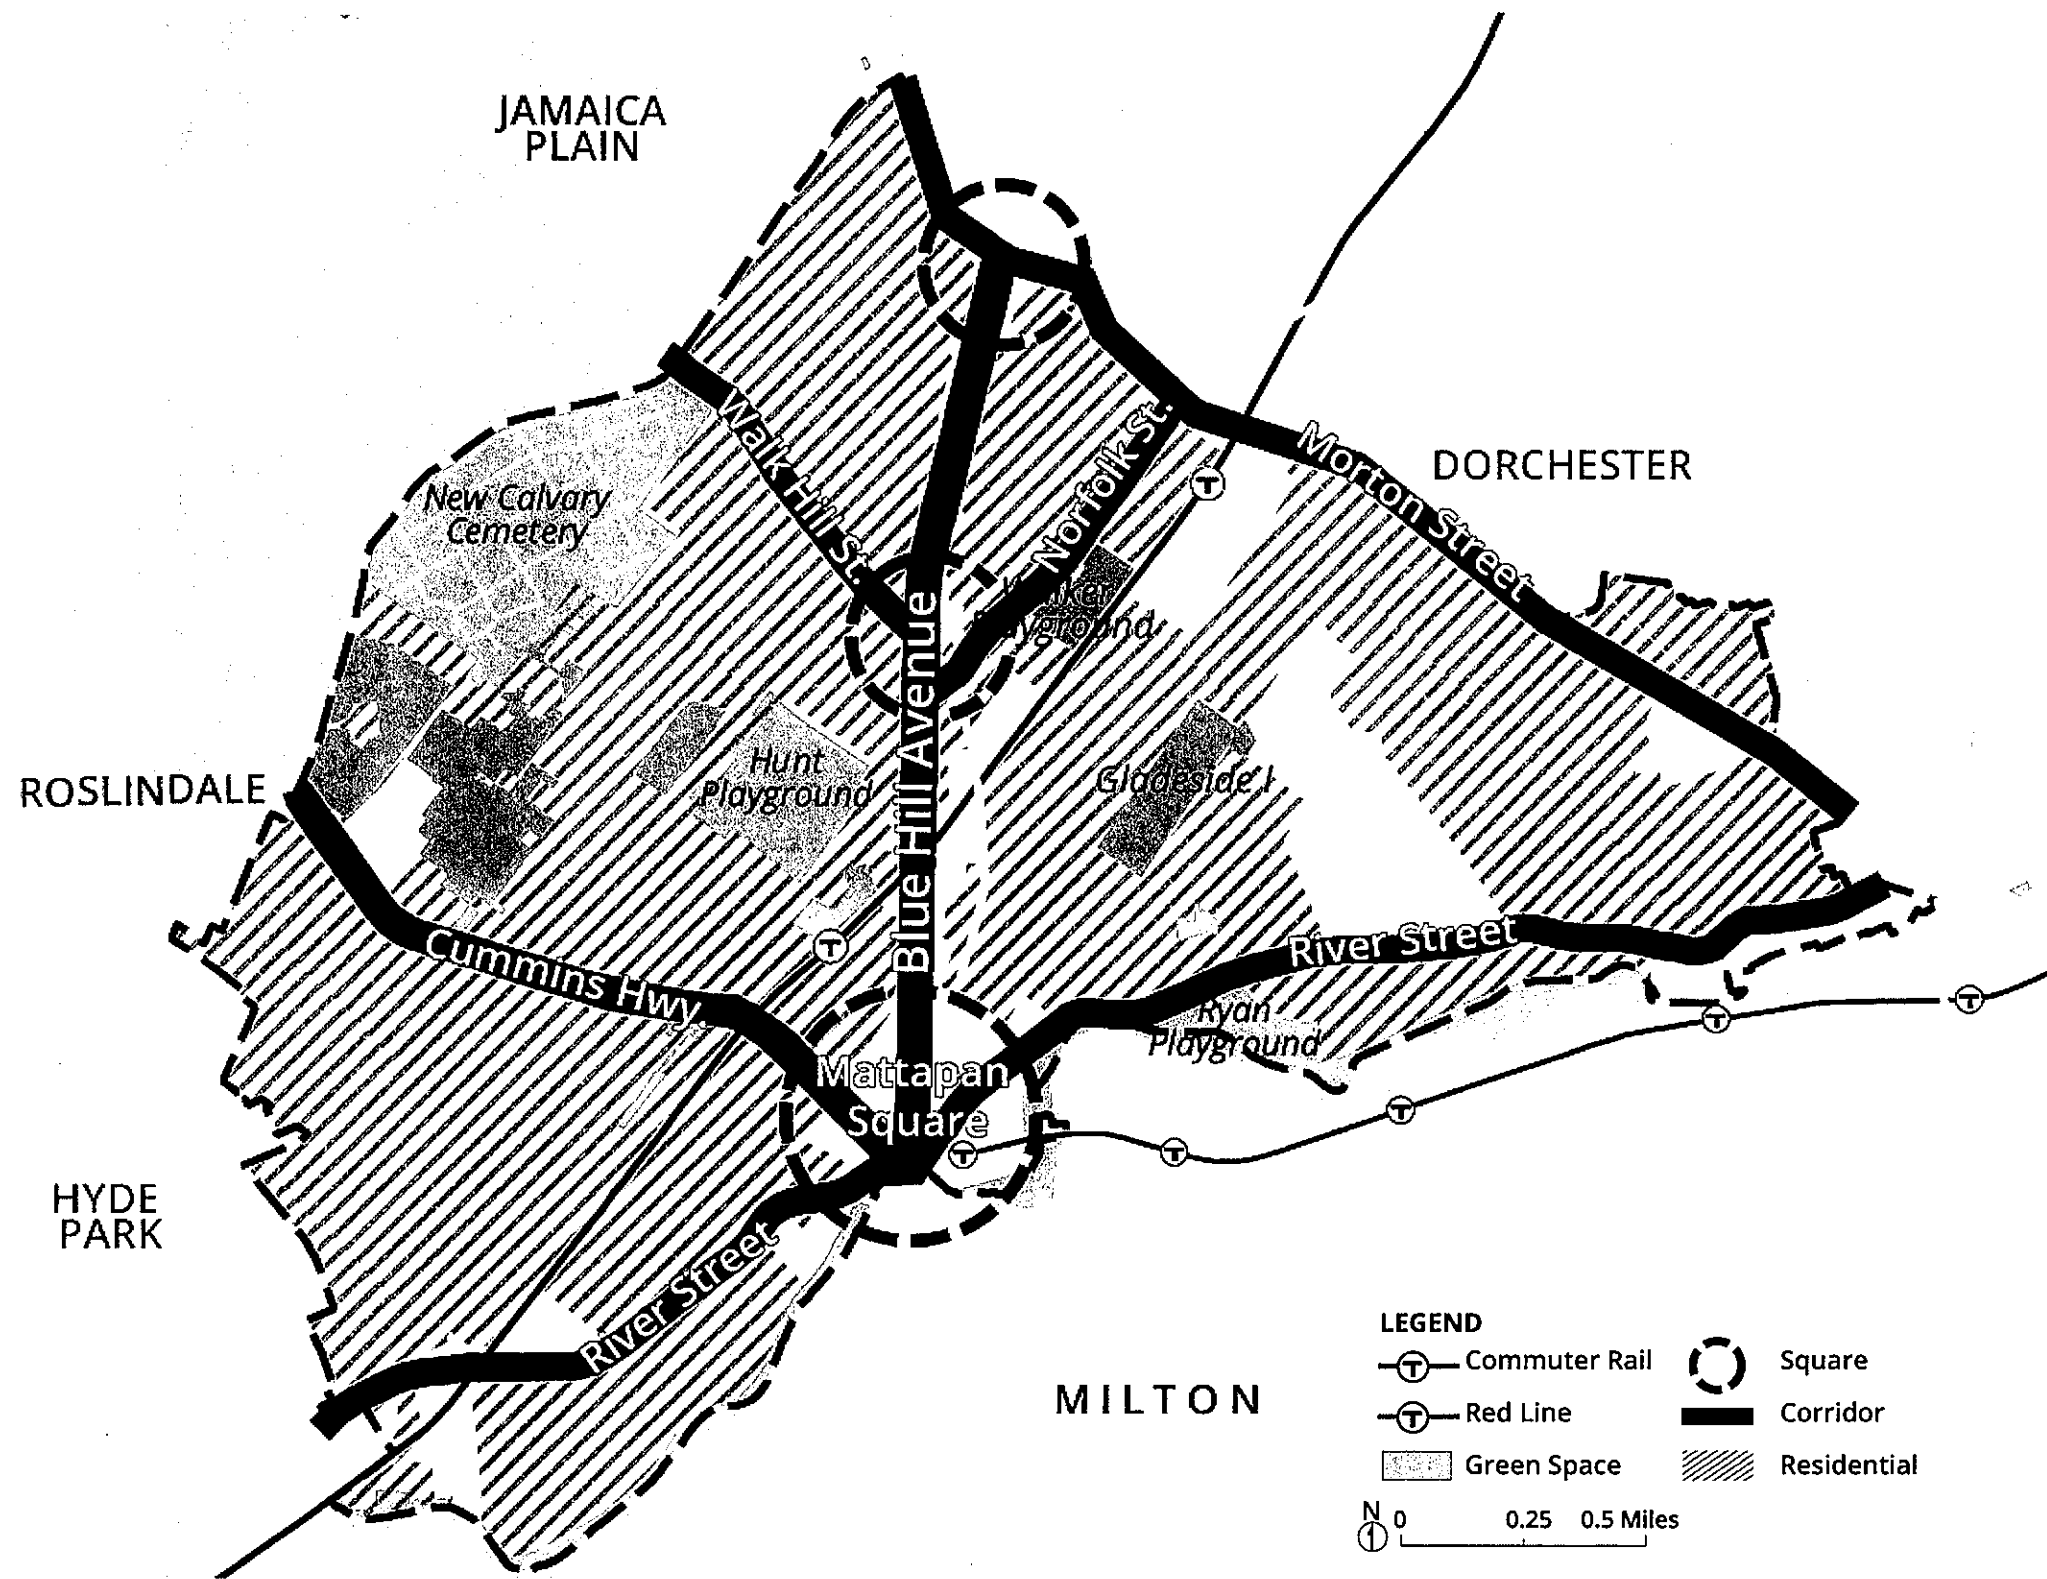 JAMAICA
PLAIN
Walk Hill St.
Norfolk St.
Morton Street
DORCHESTER
New Calvary
Cemetery
Playground
Blue Hill Avenue
Hunt
Playground
Gladeside I
ROSLINDALE
Cummins Hwy.
River Street
Ryan
Playground
Mattapan
Square
HYDE
PARK
River Street
MILTON
LEGEND
T Commuter Rail
Square
T Red Line
Corridor
Green Space
Residential
N 0 0.25 0.5 Miles
T
T
T
T
T
T
T